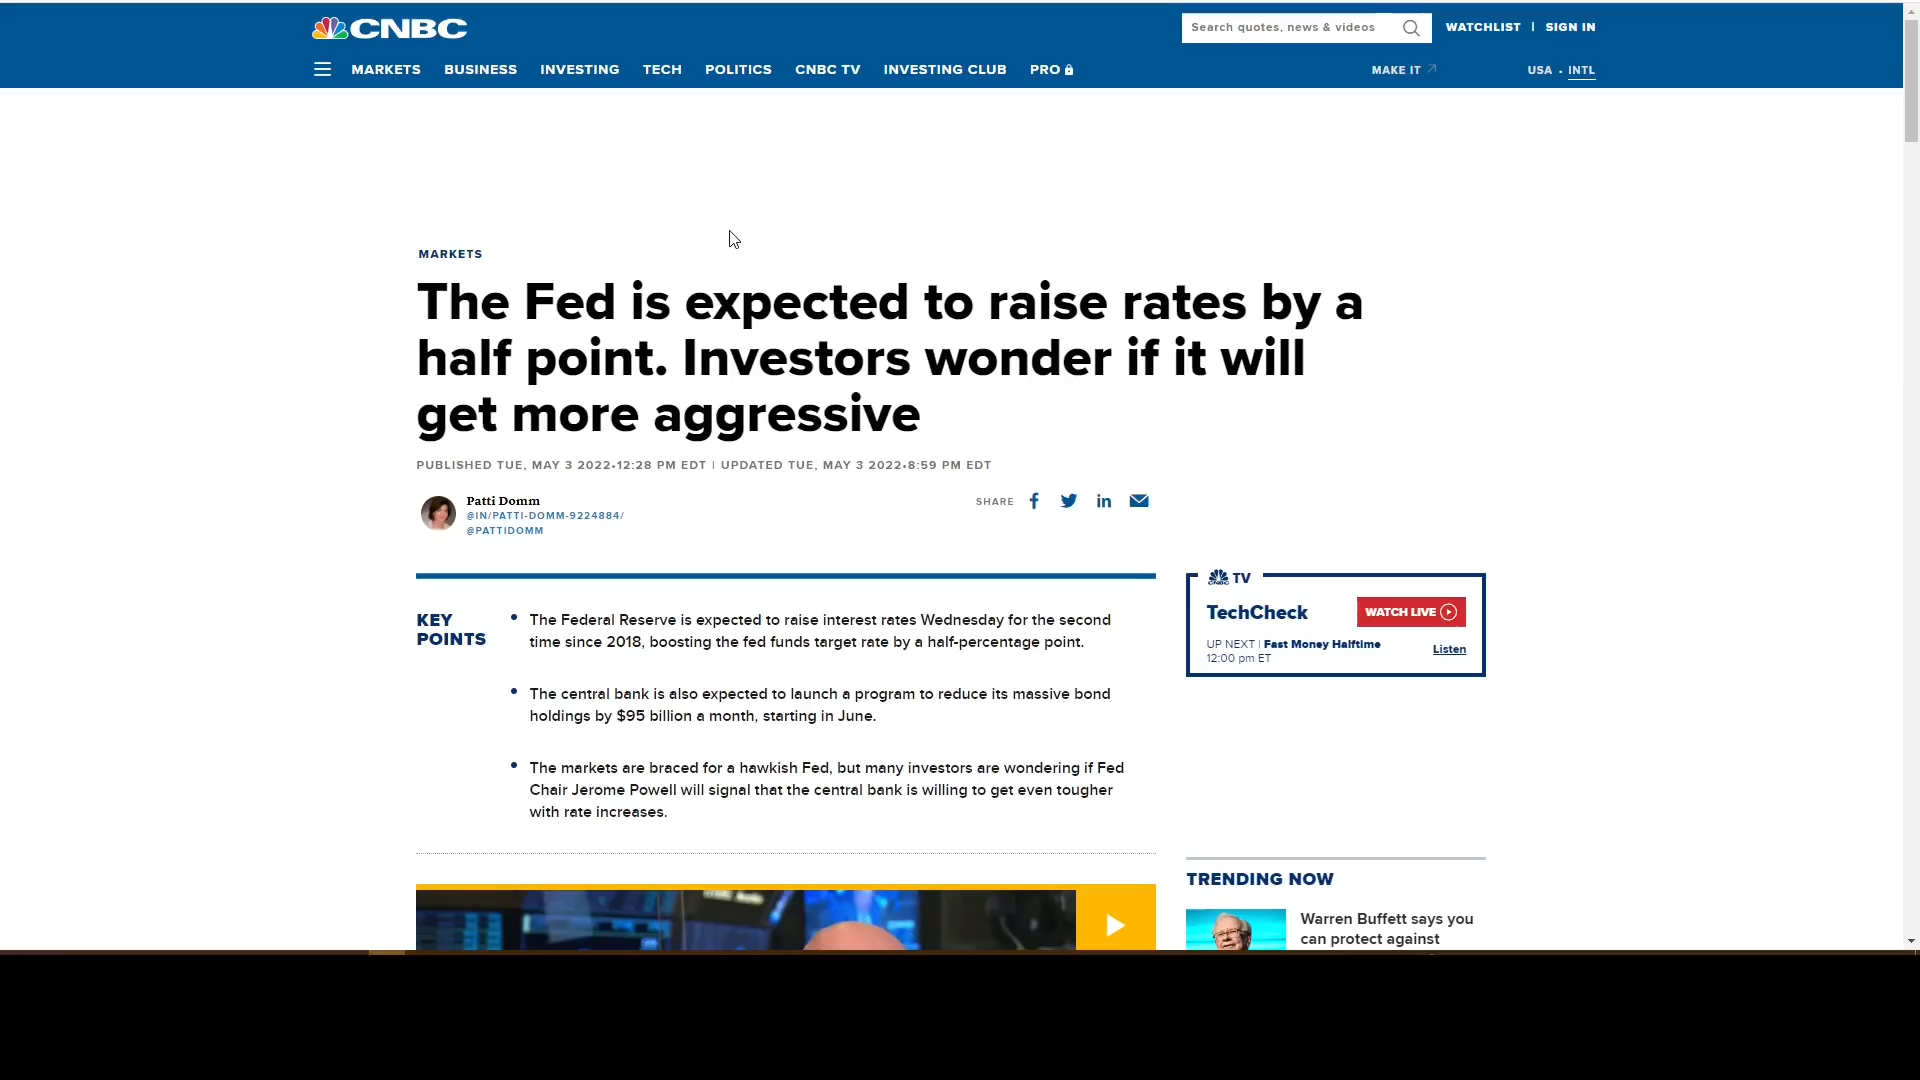 CNBC
Search quotes, news & videos
WATCHLIST | SIGN IN
MARKETS BUSINESS INVESTING TECH POLITICS CNBC TV INVESTING CLUB PRO
MAKE IT
USA • INTL
MARKETS
The Fed is expected to raise rates by a
half point. Investors wonder if it will
get more aggressive
PUBLISHED TUE, MAY 3 2022•12:28 PM EDT | UPDATED TUE, MAY 3 2022•8:59 PM EDT
Patti Domm
@IN/PATTI-DOMM-9224884/
@PATTIDOMM
SHARE
KEY
POINTS
• The Federal Reserve is expected to raise interest rates Wednesday for the second
time since 2018, boosting the fed funds target rate by a half-percentage point.
• The central bank is also expected to launch a program to reduce its massive bond
holdings by $95 billion a month, starting in June.
• The markets are braced for a hawkish Fed, but many investors are wondering if Fed
Chair Jerome Powell will signal that the central bank is willing to get even tougher
with rate increases.
CNBC TV
TechCheck
WATCH LIVE
UP NEXT | Fast Money Halftime
12:00 pm ET
Listen
TRENDING NOW
Warren Buffett says you
can protect against